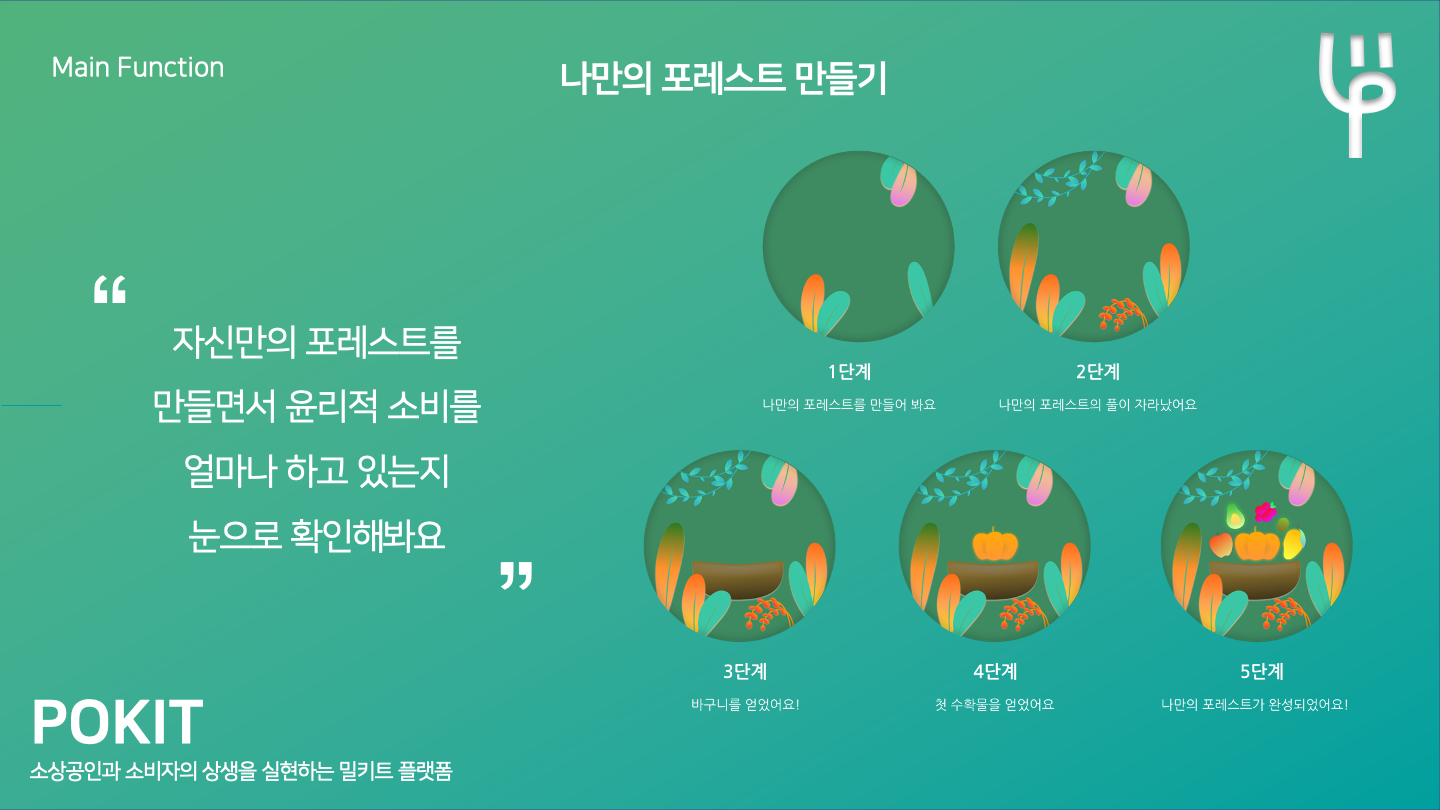 Main Function
나만의 포레스트 만들기
“
자신만의 포레스트를
만들면서 윤리적 소비를
얼마나 하고 있는지
눈으로 확인해봐요
”
1단계
나만의 포레스트를 만들어 봐요
2단계
나만의 포레스트의 풀이 자라났어요
3단계
바구니를 얻었어요!
4단계
첫 수확물을 얻었어요
5단계
나만의 포레스트가 완성되었어요!
POKIT
소상공인과 소비자의 상생을 실현하는 밀키트 플랫폼